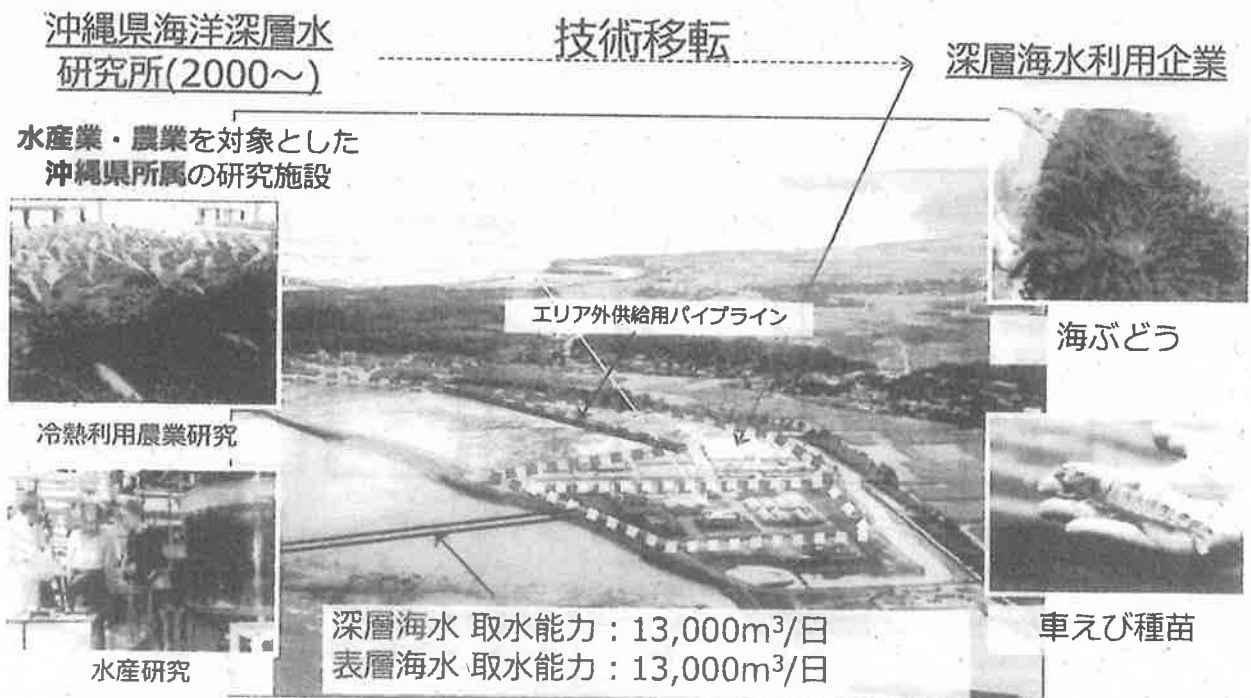 沖縄県海洋深層水
研究所(2000～)
技術移転
深層海水利用企業
水産業・農業を対象とした
沖縄県所属の研究施設
冷熱利用農業研究
水産研究
エリア外供給用パイプライン
深層海水 取水能力：13,000m³/日
表層海水 取水能力：13,000m³/日
海ぶどう
車えび種苗